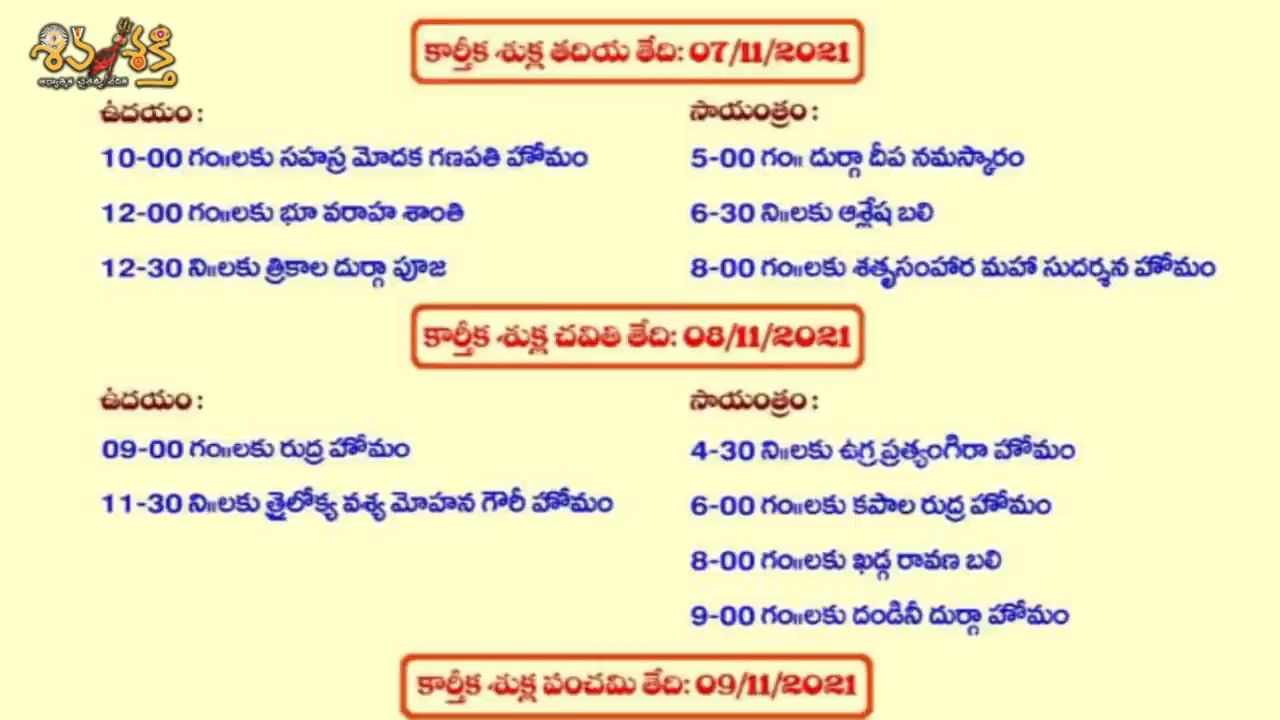 శివశక్తి
ఆధ్యాత్మిక చైతన్య వేదిక
కార్తీక శుక్ల తదియ తేది: 07/11/2021
ఉదయం :
10-00 గం॥లకు సహస్ర మోదక గణపతి హోమం
12-00 గం॥లకు భూ వరాహ శాంతి
12-30 ని॥లకు త్రికాల దుర్గా పూజ
సాయంత్రం :
5-00 గం॥ దుర్గా దీప నమస్కారం
6-30 ని॥లకు ఆశ్లేష బలి
8-00 గం॥లకు శతృసంహార మహా సుదర్శన హోమం
కార్తీక శుక్ల చవితి తేది: 08/11/2021
ఉదయం :
09-00 గం॥లకు రుద్ర హోమం
11-30 ని॥లకు త్రైలోక్య వశ్య మోహన గౌరీ హోమం
సాయంత్రం :
4-30 ని॥లకు ఉగ్ర ప్రత్యంగిరా హోమం
6-00 గం॥లకు కపాల రుద్ర హోమం
8-00 గం॥లకు ఖడ్గ రావణ బలి
9-00 గం॥లకు దండినీ దుర్గా హోమం
కార్తీక శుక్ల పంచమి తేది: 09/11/2021